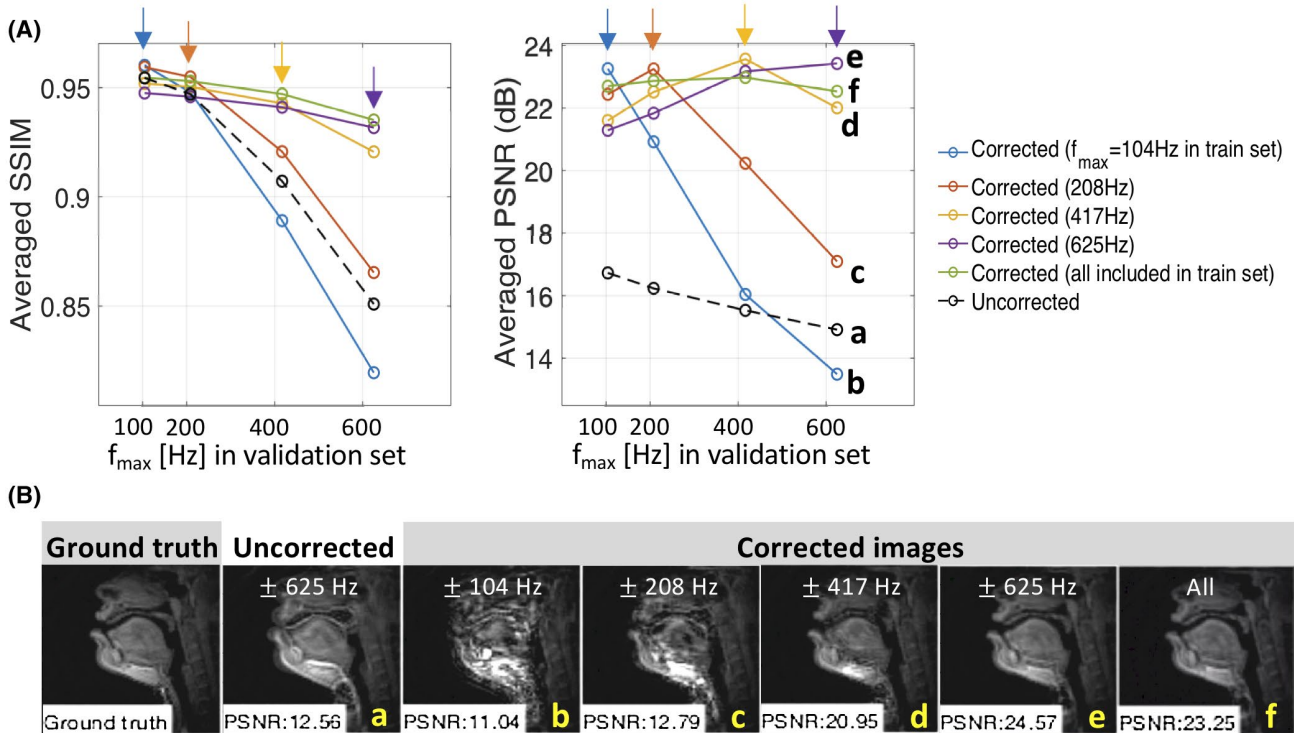 (A)
Averaged SSIM
0.95
0.9
0.85
100 200 400 600
f_max [Hz] in validation set
Averaged PSNR (dB)
24
22
20
18
16
14
e
f
d
c
a
b
100 200 400 600
f_max [Hz] in validation set
Corrected (f_max=104Hz in train set)
Corrected (208Hz)
Corrected (417Hz)
Corrected (625Hz)
Corrected (all included in train set)
Uncorrected
(B)
Ground truth Uncorrected Corrected images
± 625 Hz ± 104 Hz ± 208 Hz ± 417 Hz ± 625 Hz All
Ground truth PSNR:12.56 a PSNR:11.04 b PSNR:12.79 c PSNR:20.95 d PSNR:24.57 e PSNR:23.25 f